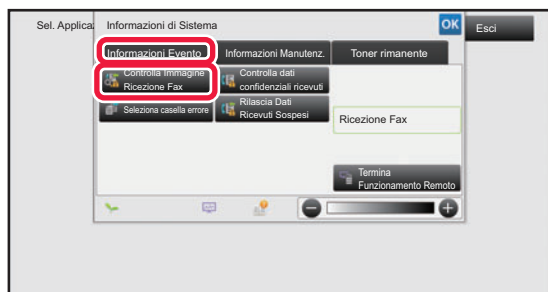 Sel. Applica
Informazioni di Sistema
OK
Esci
Informazioni Evento
Informazioni Manutenz.
Toner rimanente
Controlla Immagine
Ricezione Fax
Controlla dati
confidenziali ricevuti
Seleziona casella errore
Rilascia Dati
Ricevuti Sospesi
Ricezione Fax
Termina
Funzionamento Remoto